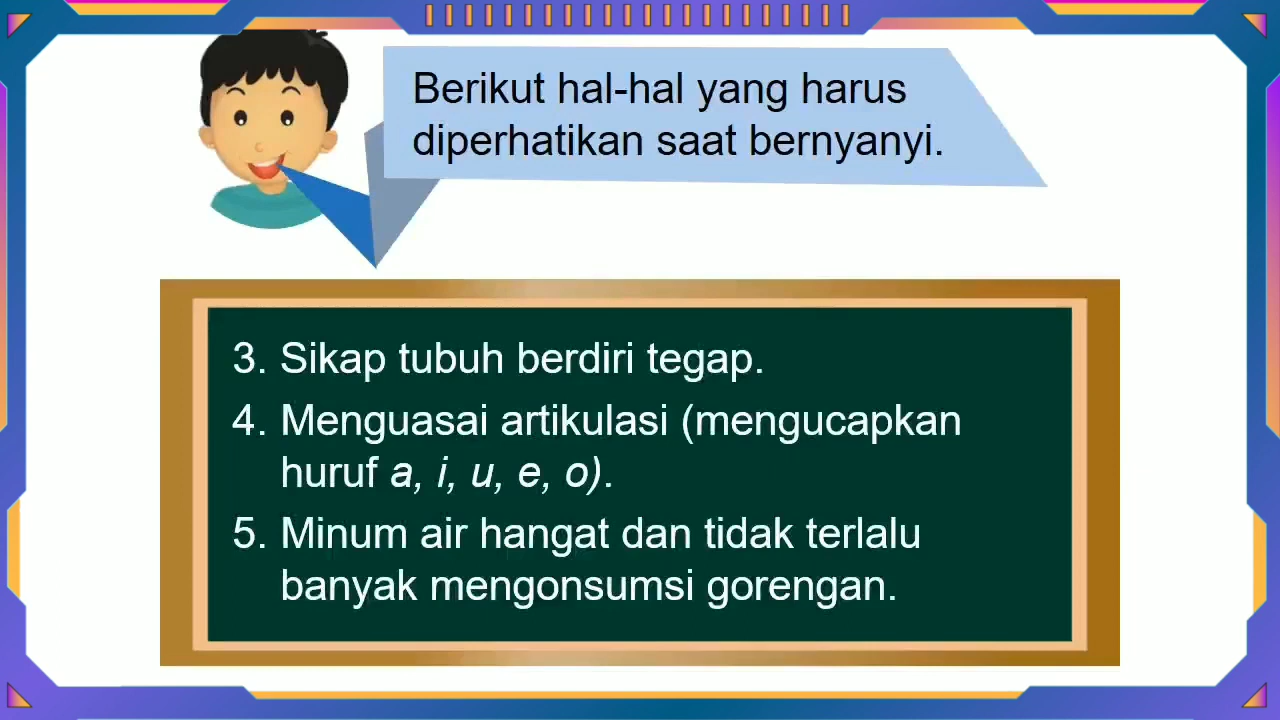 Berikut hal-hal yang harus
diperhatikan saat bernyanyi.
3. Sikap tubuh berdiri tegap.
4. Menguasai artikulasi (mengucapkan
huruf a, i, u, e, o).
5. Minum air hangat dan tidak terlalu
banyak mengonsumsi gorengan.